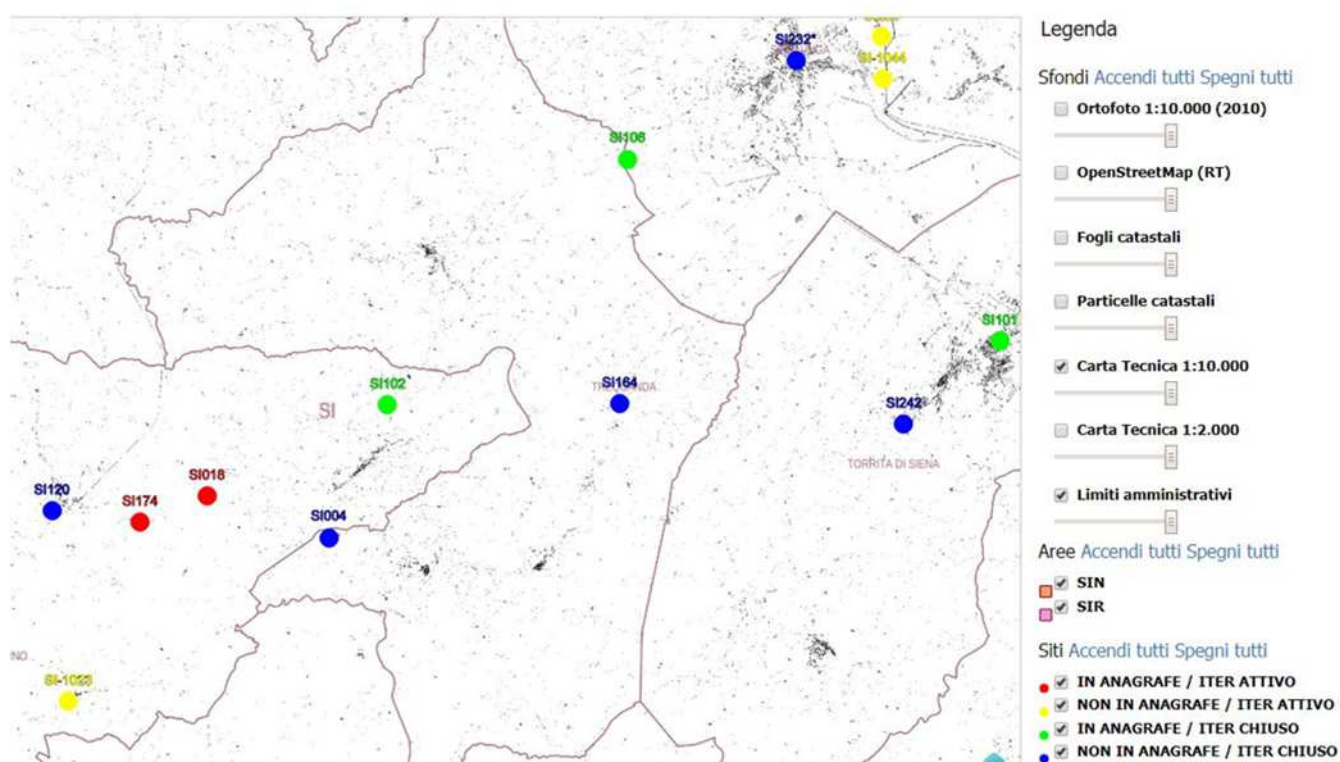 SI232*
SI-1044
SI106
SI101
SI102
SI
SI164
SI242*
TORRITA DI SIENA
SI018
SI120
SI174
SI004
NO
SI-1023
Legenda
Sfondi Accendi tutti Spegni tutti
Ortofoto 1:10.000 (2010)
OpenStreetMap (RT)
Fogli catastali
Particelle catastali
Carta Tecnica 1:10.000
Carta Tecnica 1:2.000
Limiti amministrativi
Aree Accendi tutti Spegni tutti
SIN
SIR
Siti Accendi tutti Spegni tutti
IN ANAGRAFE / ITER ATTIVO
NON IN ANAGRAFE / ITER ATTIVO
IN ANAGRAFE / ITER CHIUSO
NON IN ANAGRAFE / ITER CHIUSO